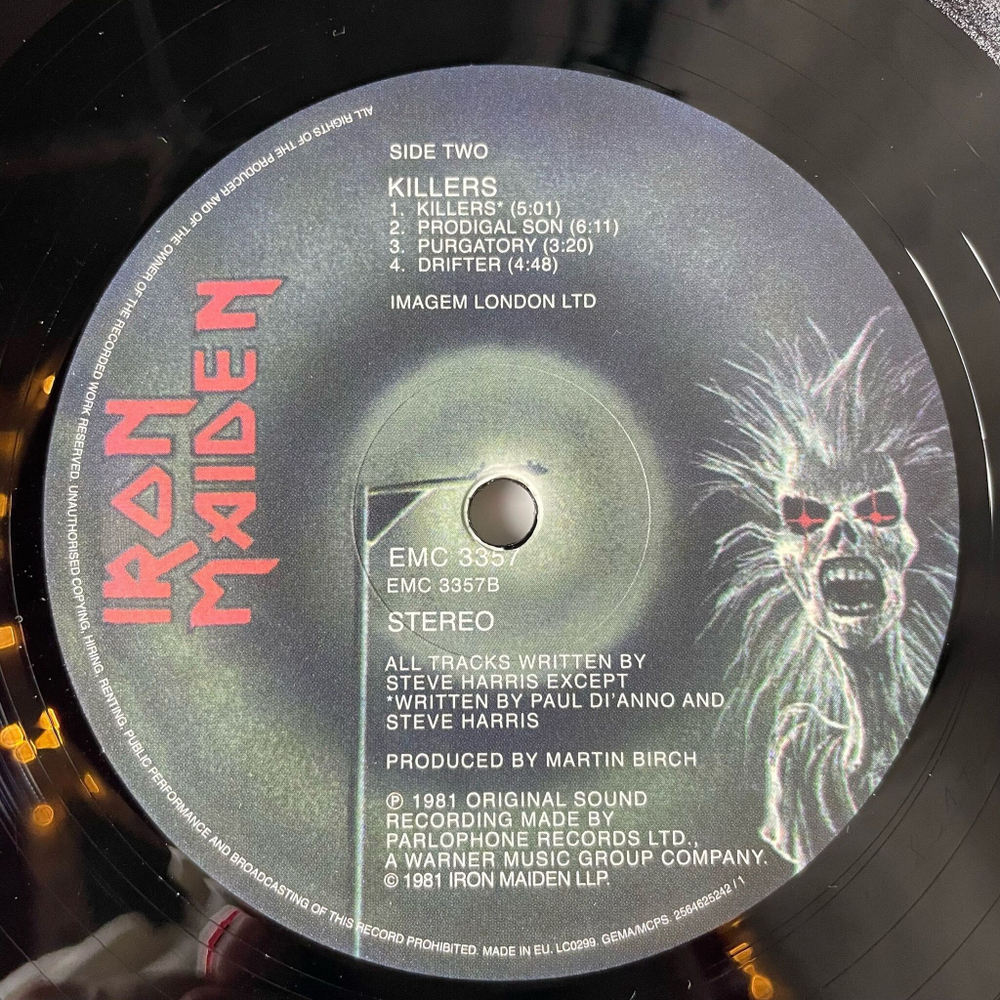 SIDE TWO
KILLERS
1. KILLERS* (5:01)
2. PRODIGAL SON (6:11)
3. PURGATORY (3:20)
4. DRIFTER (4:48)
IMAGEM LONDON LTD
IRON
MAIDEN
EMC 335
EMC 3357B
STEREO
ALL TRACKS WRITTEN BY
STEVE HARRIS EXCEPT
*WRITTEN BY PAUL DI'ANNO AND
STEVE HARRIS
PRODUCED BY MARTIN BIRCH
℗ 1981 ORIGINAL SOUND
RECORDING MADE BY
PARLOPHONE RECORDS LTD.,
A WARNER MUSIC GROUP COMPANY.
© 1981 IRON MAIDEN LLP.
ALL RIGHTS OF THE PRODUCER AND OF THE OWNER OF THE RECORDED WORK RESERVED. UNAUTHORISED COPYING, HIRING, RENTING, PUBLIC PERFORMANCE AND BROADCASTING OF THIS RECORD PROHIBITED. MADE IN EU. LC0299. GEMA/MCPS. 2564625242 / 1